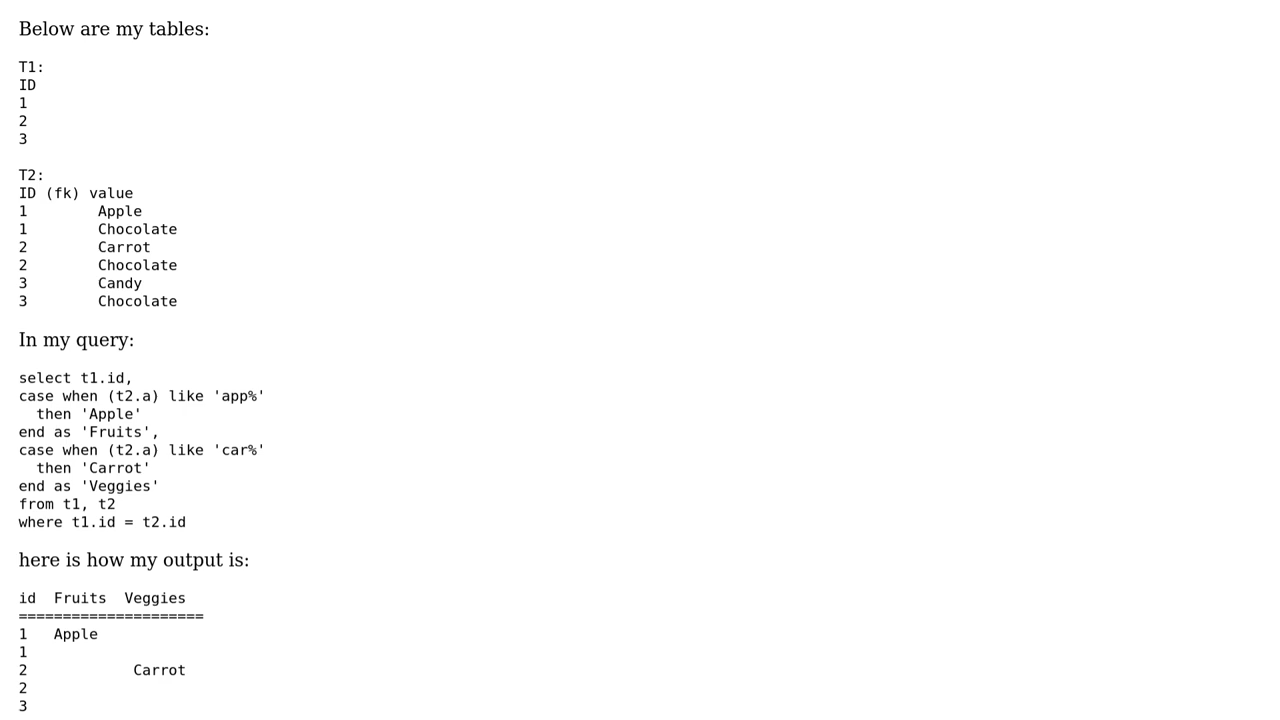 Below are my tables:
T1:
ID
1
2
3
T2:
ID (fk) value
1        Apple
1        Chocolate
2        Carrot
2        Chocolate
3        Candy
3        Chocolate
In my query:
select t1.id,
case when (t2.a) like 'app%'
  then 'Apple'
end as 'Fruits',
case when (t2.a) like 'car%'
  then 'Carrot'
end as 'Veggies'
from t1, t2
where t1.id = t2.id
here is how my output is:
id  Fruits  Veggies
=====================
1   Apple
1
2            Carrot
2
3